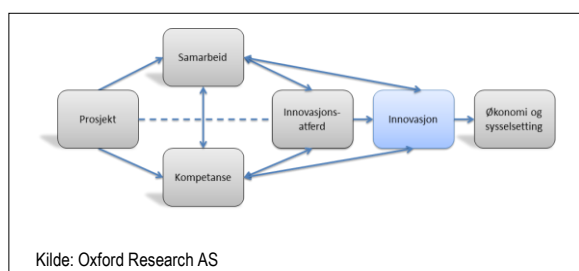 Samarbeid
Prosjekt
Innovasjons-
atferd
Innovasjon
Økonomi og
sysselsetting
Kompetanse
Kilde: Oxford Research AS